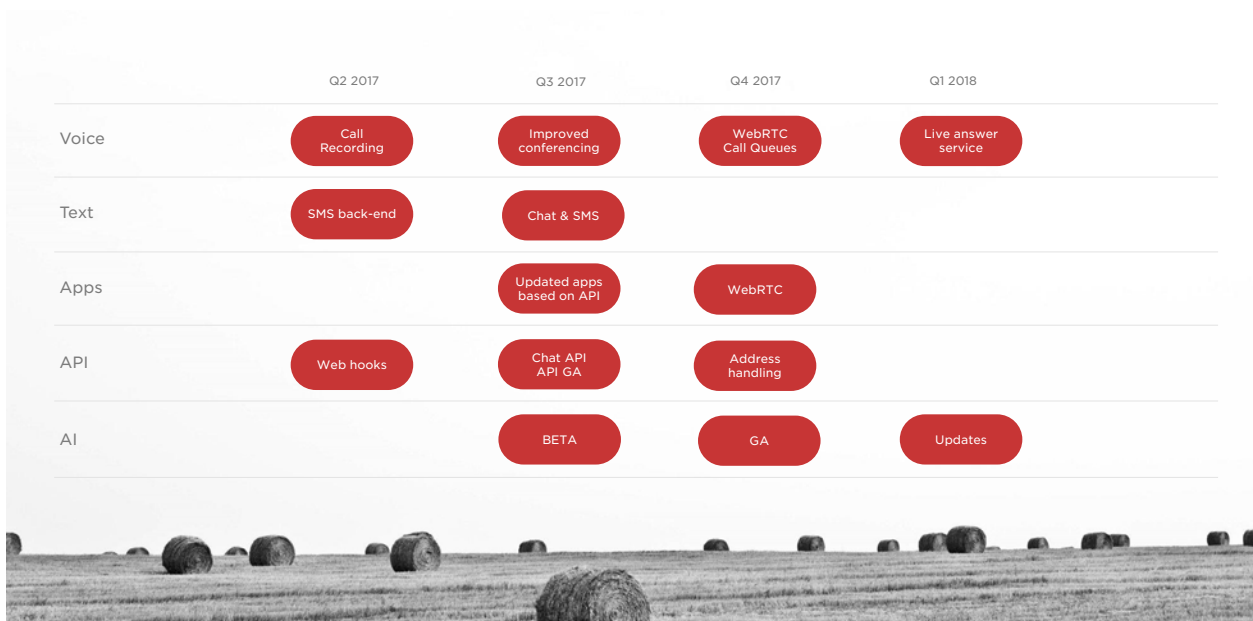 Q2 2017
Q3 2017
Q4 2017
Q1 2018
Voice
Call
Recording
Improved
conferencing
WebRTC
Call Queues
Live answer
service
Text
SMS back-end
Chat & SMS
Apps
Updated apps
based on API
WebRTC
API
Web hooks
Chat API
API GA
Address
handling
AI
BETA
GA
Updates